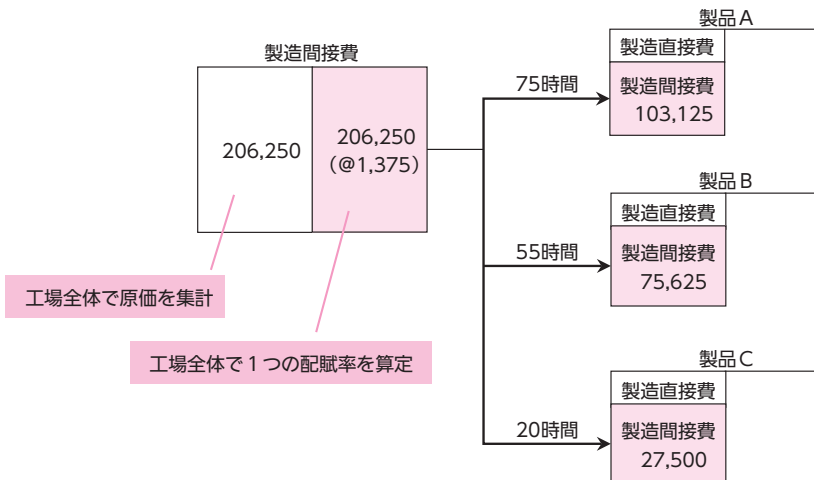 製造間接費
206,250
206,250
(@1,375)
工場全体で原価を集計
工場全体で1つの配賦率を算定
75時間
製品A
製造直接費
製造間接費
103,125
55時間
製品B
製造直接費
製造間接費
75,625
20時間
製品C
製造直接費
製造間接費
27,500